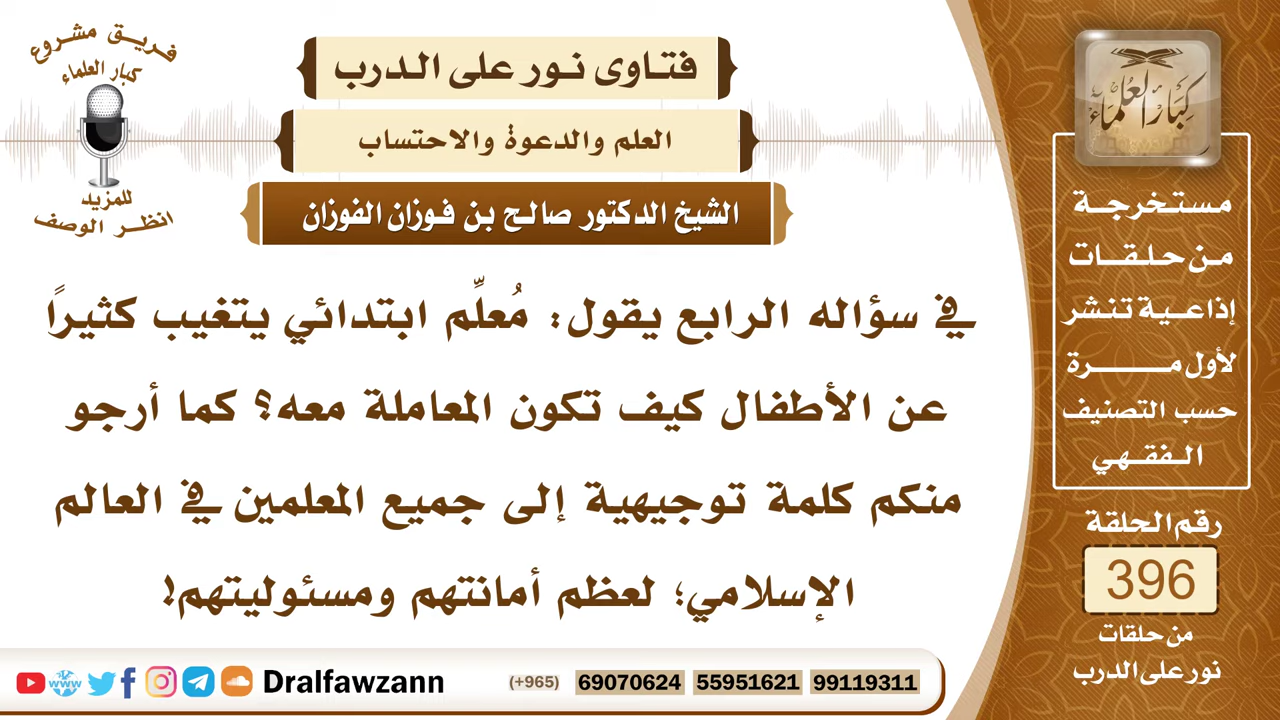 فريق مشروع
كبار العلماء
للمزيد
انظر الوصف
فتاوى نور على الدرب
العلم والدعوة والاحتساب
الشيخ الدكتور صالح بن فوزان الفوزان
في سؤاله الرابع يقول: مُعلِّم ابتدائي يتغيب كثيرًا
عن الأطفال كيف تكون المعاملة معه؟ كما أرجو
منكم كلمة توجيهية إلى جميع المعلمين في العالم
الإسلامي؛ لعظم أمانتهم ومسئوليتهم!
كبار العلماء
مستخرجة
من حلقات
إذاعية تنشر
لأول مرة
حسب التصنيف
الفقهي
رقم الحلقة
396
من حلقات
نور على الدرب
www Dralfawzann (+965) 69070624 55951621 99119311